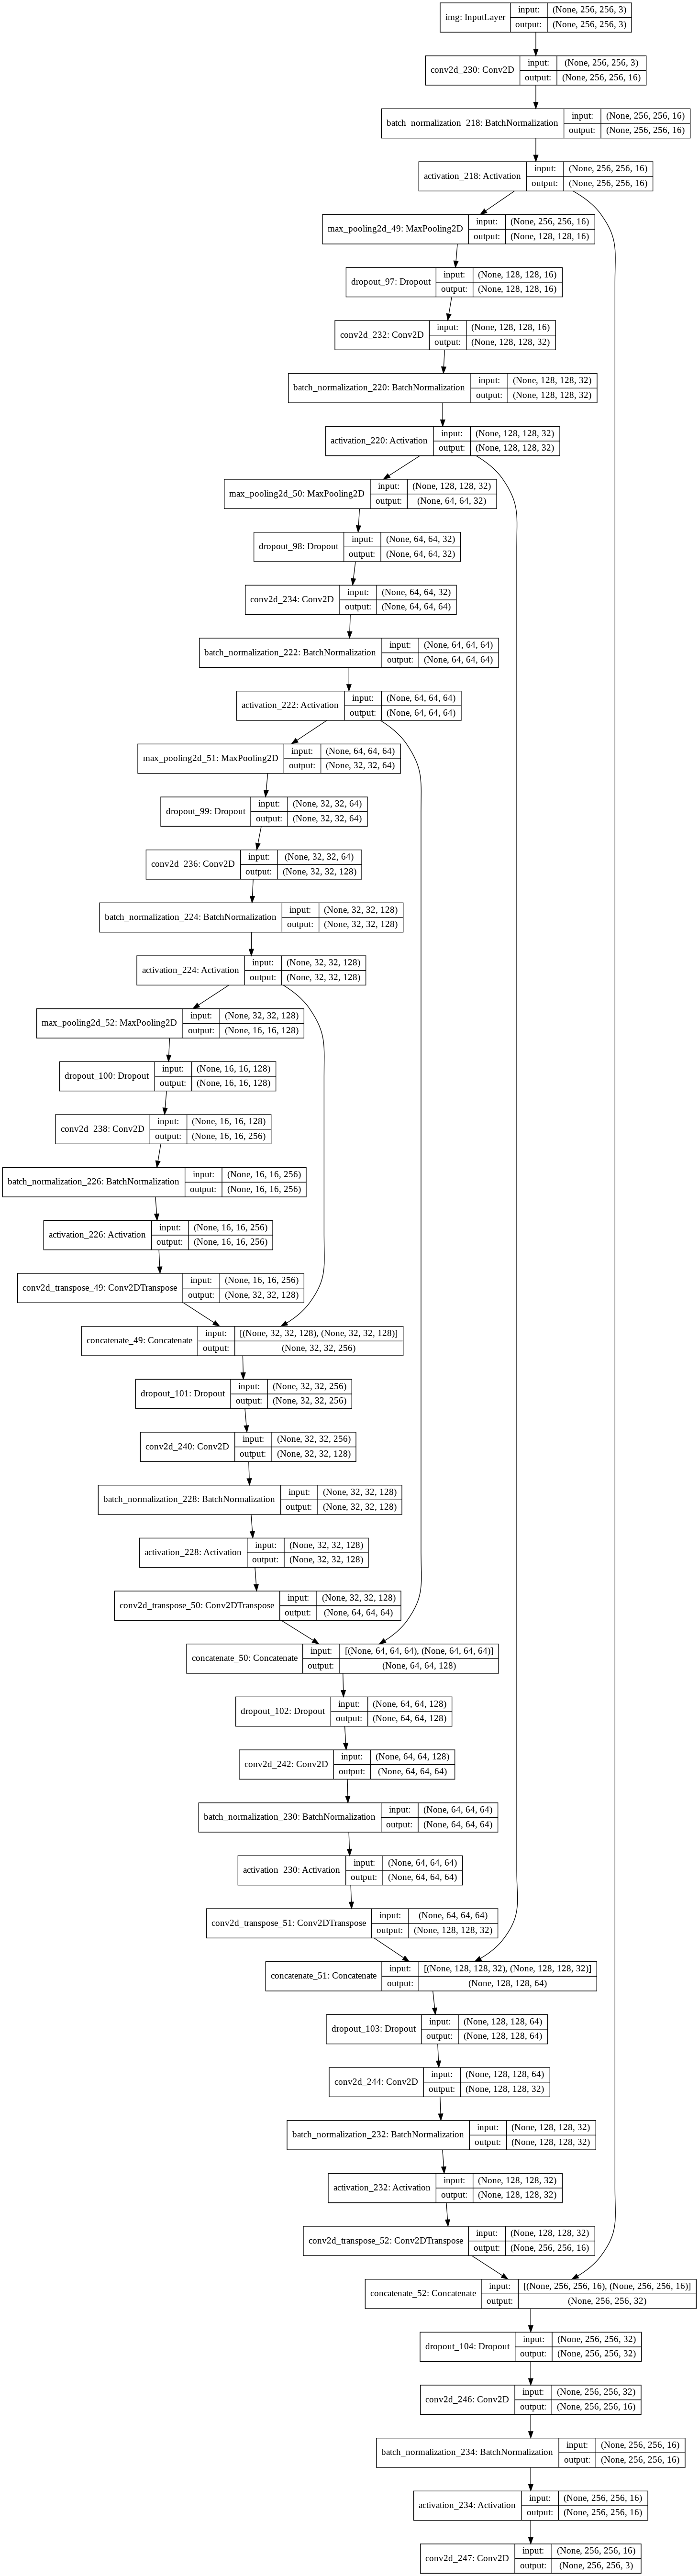 img: InputLayer input: (None, 256, 256, 3)
output: (None, 256, 256, 3)
conv2d_230: Conv2D input: (None, 256, 256, 3)
output: (None, 256, 256, 16)
batch_normalization_218: BatchNormalization input: (None, 256, 256, 16)
output: (None, 256, 256, 16)
activation_218: Activation input: (None, 256, 256, 16)
output: (None, 256, 256, 16)
max_pooling2d_49: MaxPooling2D input: (None, 256, 256, 16)
output: (None, 128, 128, 16)
dropout_97: Dropout input: (None, 128, 128, 16)
output: (None, 128, 128, 16)
conv2d_232: Conv2D input: (None, 128, 128, 16)
output: (None, 128, 128, 32)
batch_normalization_220: BatchNormalization input: (None, 128, 128, 32)
output: (None, 128, 128, 32)
activation_220: Activation input: (None, 128, 128, 32)
output: (None, 128, 128, 32)
max_pooling2d_50: MaxPooling2D input: (None, 128, 128, 32)
output: (None, 64, 64, 32)
dropout_98: Dropout input: (None, 64, 64, 32)
output: (None, 64, 64, 32)
conv2d_234: Conv2D input: (None, 64, 64, 32)
output: (None, 64, 64, 64)
batch_normalization_222: BatchNormalization input: (None, 64, 64, 64)
output: (None, 64, 64, 64)
activation_222: Activation input: (None, 64, 64, 64)
output: (None, 64, 64, 64)
max_pooling2d_51: MaxPooling2D input: (None, 64, 64, 64)
output: (None, 32, 32, 64)
dropout_99: Dropout input: (None, 32, 32, 64)
output: (None, 32, 32, 64)
conv2d_236: Conv2D input: (None, 32, 32, 64)
output: (None, 32, 32, 128)
batch_normalization_224: BatchNormalization input: (None, 32, 32, 128)
output: (None, 32, 32, 128)
activation_224: Activation input: (None, 32, 32, 128)
output: (None, 32, 32, 128)
max_pooling2d_52: MaxPooling2D input: (None, 32, 32, 128)
output: (None, 16, 16, 128)
dropout_100: Dropout input: (None, 16, 16, 128)
output: (None, 16, 16, 128)
conv2d_238: Conv2D input: (None, 16, 16, 128)
output: (None, 16, 16, 256)
batch_normalization_226: BatchNormalization input: (None, 16, 16, 256)
output: (None, 16, 16, 256)
activation_226: Activation input: (None, 16, 16, 256)
output: (None, 16, 16, 256)
conv2d_transpose_49: Conv2DTranspose input: (None, 16, 16, 256)
output: (None, 32, 32, 128)
concatenate_49: Concatenate input: [(None, 32, 32, 128), (None, 32, 32, 128)]
output: (None, 32, 32, 256)
dropout_101: Dropout input: (None, 32, 32, 256)
output: (None, 32, 32, 256)
conv2d_240: Conv2D input: (None, 32, 32, 256)
output: (None, 32, 32, 128)
batch_normalization_228: BatchNormalization input: (None, 32, 32, 128)
output: (None, 32, 32, 128)
activation_228: Activation input: (None, 32, 32, 128)
output: (None, 32, 32, 128)
conv2d_transpose_50: Conv2DTranspose input: (None, 32, 32, 128)
output: (None, 64, 64, 64)
concatenate_50: Concatenate input: [(None, 64, 64, 64), (None, 64, 64, 64)]
output: (None, 64, 64, 128)
dropout_102: Dropout input: (None, 64, 64, 128)
output: (None, 64, 64, 128)
conv2d_242: Conv2D input: (None, 64, 64, 128)
output: (None, 64, 64, 64)
batch_normalization_230: BatchNormalization input: (None, 64, 64, 64)
output: (None, 64, 64, 64)
activation_230: Activation input: (None, 64, 64, 64)
output: (None, 64, 64, 64)
conv2d_transpose_51: Conv2DTranspose input: (None, 64, 64, 64)
output: (None, 128, 128, 32)
concatenate_51: Concatenate input: [(None, 128, 128, 32), (None, 128, 128, 32)]
output: (None, 128, 128, 64)
dropout_103: Dropout input: (None, 128, 128, 64)
output: (None, 128, 128, 64)
conv2d_244: Conv2D input: (None, 128, 128, 64)
output: (None, 128, 128, 32)
batch_normalization_232: BatchNormalization input: (None, 128, 128, 32)
output: (None, 128, 128, 32)
activation_232: Activation input: (None, 128, 128, 32)
output: (None, 128, 128, 32)
conv2d_transpose_52: Conv2DTranspose input: (None, 128, 128, 32)
output: (None, 256, 256, 16)
concatenate_52: Concatenate input: [(None, 256, 256, 16), (None, 256, 256, 16)]
output: (None, 256, 256, 32)
dropout_104: Dropout input: (None, 256, 256, 32)
output: (None, 256, 256, 32)
conv2d_246: Conv2D input: (None, 256, 256, 32)
output: (None, 256, 256, 16)
batch_normalization_234: BatchNormalization input: (None, 256, 256, 16)
output: (None, 256, 256, 16)
activation_234: Activation input: (None, 256, 256, 16)
output: (None, 256, 256, 16)
conv2d_247: Conv2D input: (None, 256, 256, 16)
output: (None, 256, 256, 3)